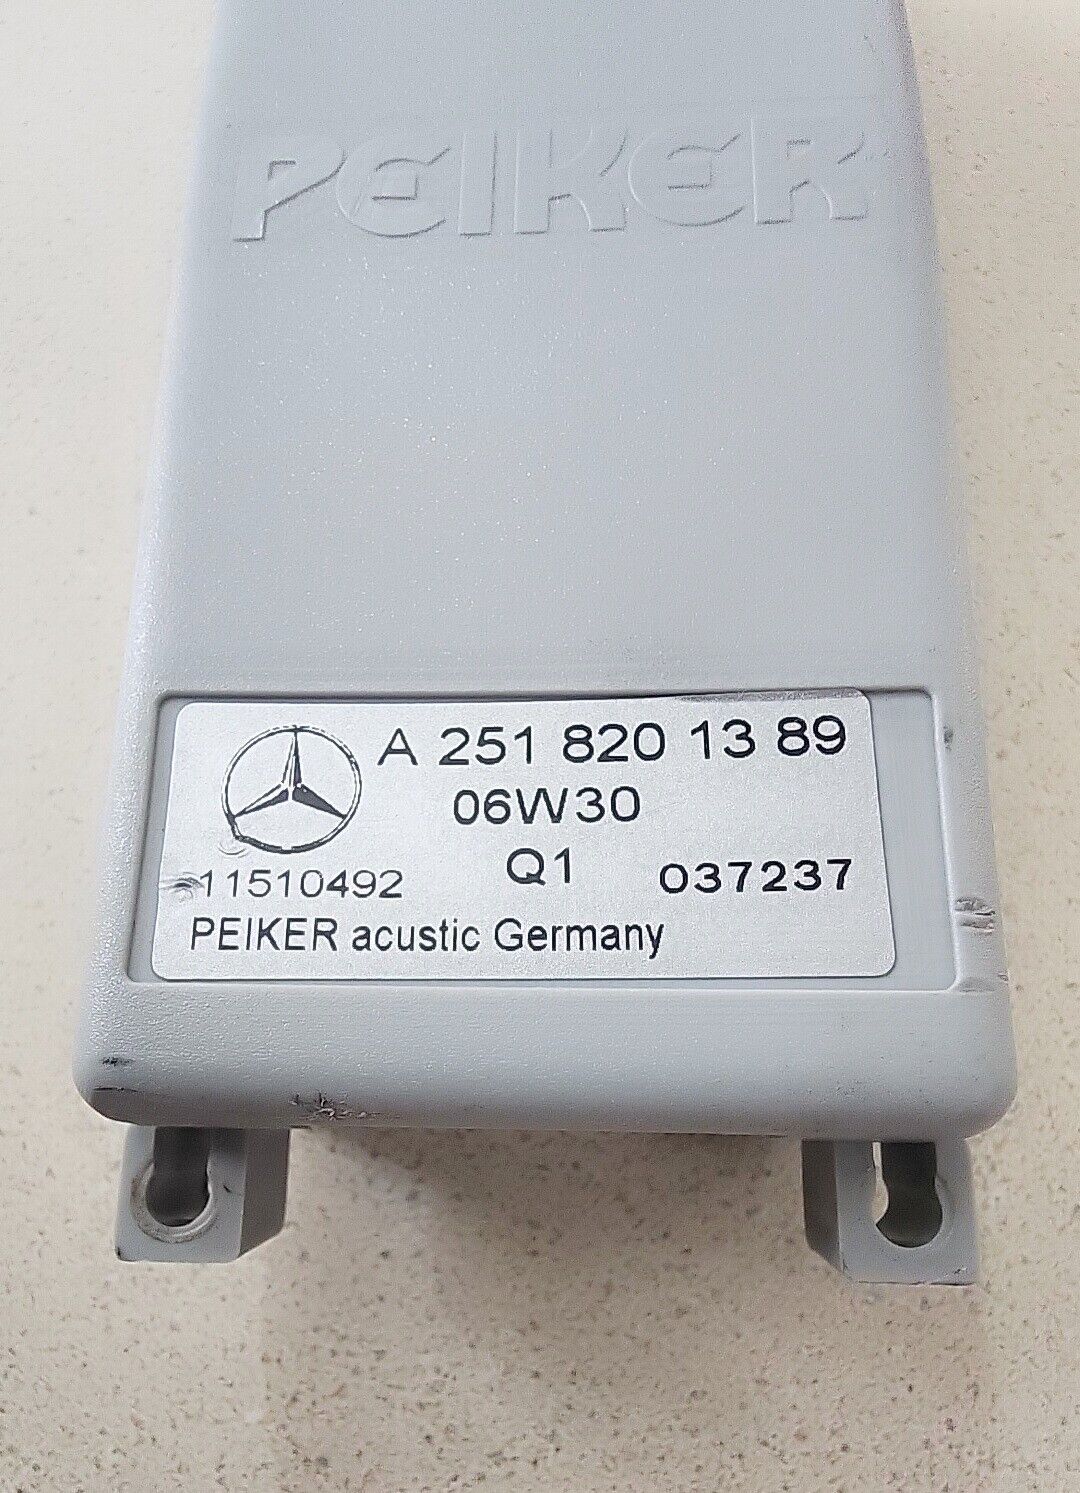 PEIKER
A 251 820 13 89
06W30
Q1
11510492
037237
PEIKER acustic Germany